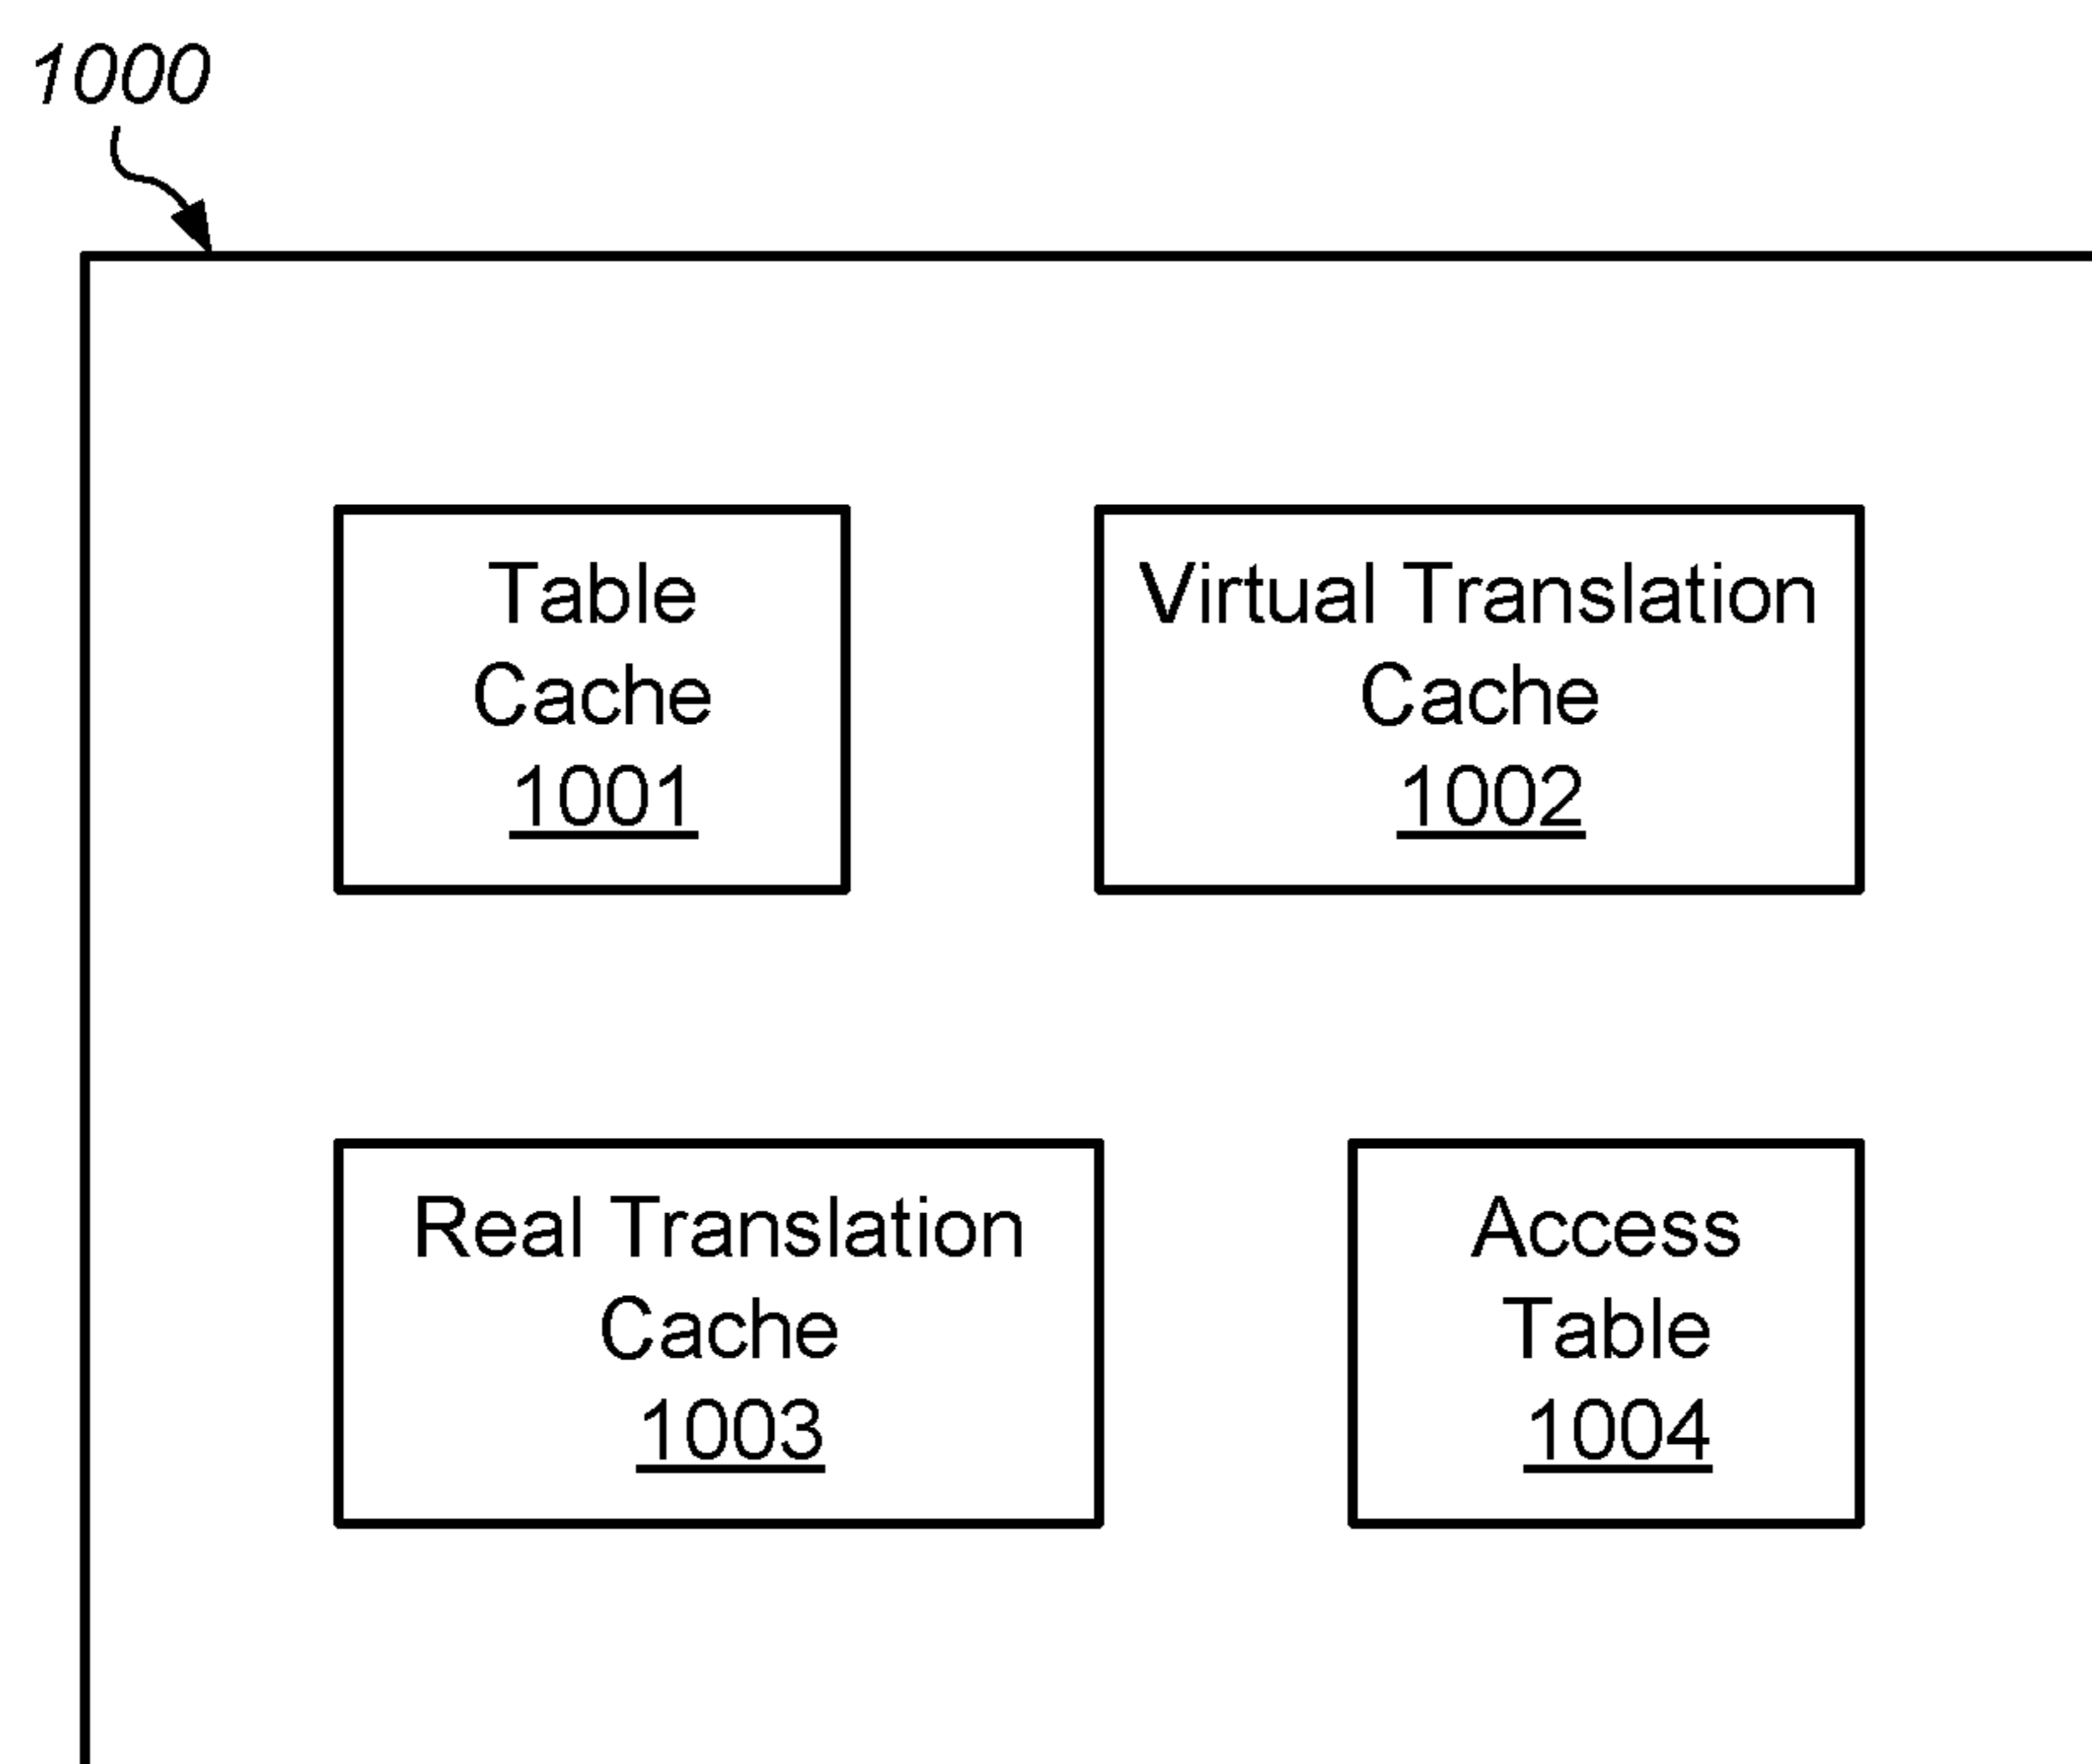 1000
Table
Cache
1001
Virtual Translation
Cache
1002
Real Translation
Cache
1003
Access
Table
1004